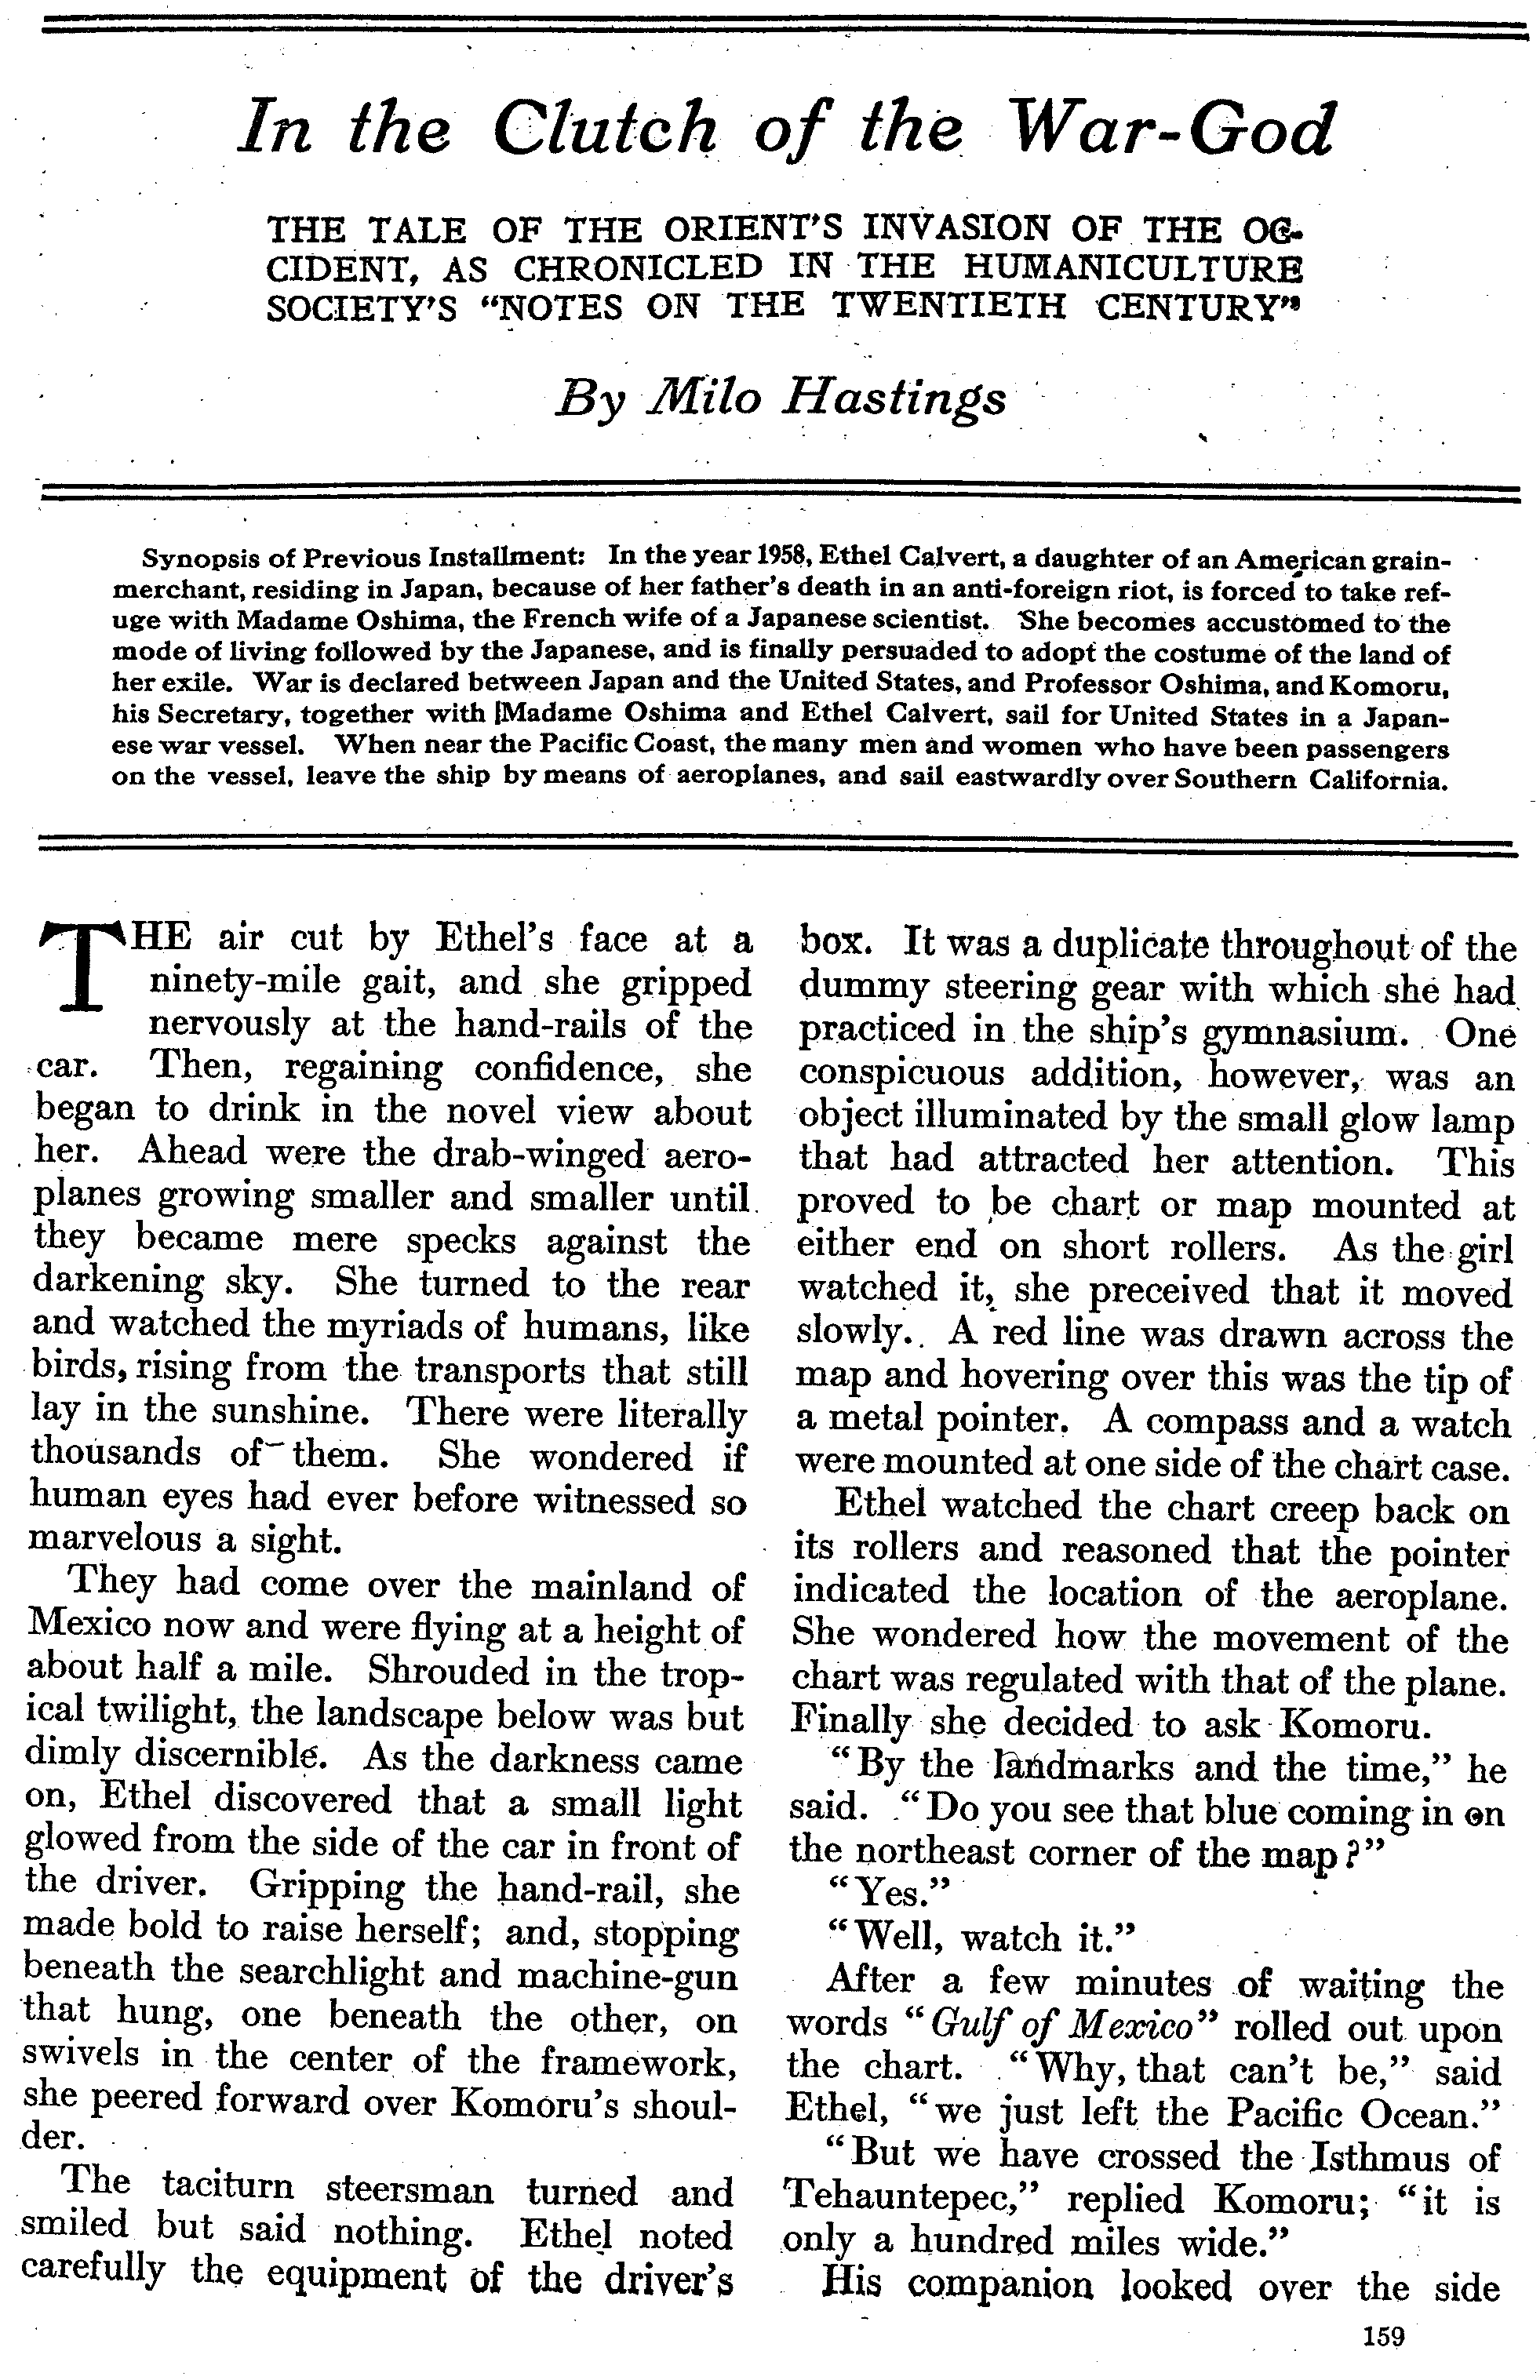 In the Clutch of the War-God
THE TALE OF THE ORIENT'S INVASION OF THE OC-
CIDENT, AS CHRONICLED IN THE HUMANICULTURE
SOCIETY'S "NOTES ON THE TWENTIETH CENTURY"
By Milo Hastings
Synopsis of Previous Installment: In the year 1958, Ethel Calvert, a daughter of an American grain-
merchant, residing in Japan, because of her father's death in an anti-foreign riot, is forced to take ref-
uge with Madame Oshima, the French wife of a Japanese scientist. She becomes accustomed to the
mode of living followed by the Japanese, and is finally persuaded to adopt the costume of the land of
her exile. War is declared between Japan and the United States, and Professor Oshima, and Komoru,
his Secretary, together with [Madame Oshima and Ethel Calvert, sail for United States in a Japan-
ese war vessel. When near the Pacific Coast, the many men and women who have been passengers
on the vessel, leave the ship by means of aeroplanes, and sail eastwardly over Southern California.
THE air cut by Ethel's face at a
ninety-mile gait, and she gripped
nervously at the hand-rails of the
car. Then, regaining confidence, she
began to drink in the novel view about
her. Ahead were the drab-winged aero-
planes growing smaller and smaller until
they became mere specks against the
darkening sky. She turned to the rear
and watched the myriads of humans, like
birds, rising from the transports that still
lay in the sunshine. There were literally
thousands of them. She wondered if
human eyes had ever before witnessed so
marvelous a sight.
They had come over the mainland of
Mexico now and were flying at a height of
about half a mile. Shrouded in the trop-
ical twilight, the landscape below was but
dimly discernible. As the darkness came
on, Ethel discovered that a small light
glowed from the side of the car in front of
the driver. Gripping the hand-rail, she
made bold to raise herself; and, stopping
beneath the searchlight and machine-gun
that hung, one beneath the other, on
swivels in the center of the framework,
she peered forward over Komoru's shoul-
der.
The taciturn steersman turned and
smiled but said nothing. Ethel noted
carefully the equipment of the driver's
box. It was a duplicate throughout of the
dummy steering gear with which she had
practiced in the ship's gymnasium. One
conspicuous addition, however, was an
object illuminated by the small glow lamp
that had attracted her attention. This
proved to be chart or map mounted at
either end on short rollers. As the girl
watched it, she preceived that it moved
slowly. A red line was drawn across the
map and hovering over this was the tip of
a metal pointer. A compass and a watch
were mounted at one side of the chart case.
Ethel watched the chart creep back on
its rollers and reasoned that the pointer
indicated the location of the aeroplane.
She wondered how the movement of the
chart was regulated with that of the plane.
Finally she decided to ask Komoru.
"By the landmarks and the time," he
said. "Do you see that blue coming in on
the northeast corner of the map?"
"Yes."
"Well, watch it."
After a few minutes of waiting the
words "Gulf of Mexico" rolled out upon
the chart. "Why, that can't be," said
Ethel, "we just left the Pacific Ocean."
"But we have crossed the Isthmus of
Tehauntepec," replied Komoru; "it is
only a hundred miles wide."
His companion looked over the side
159